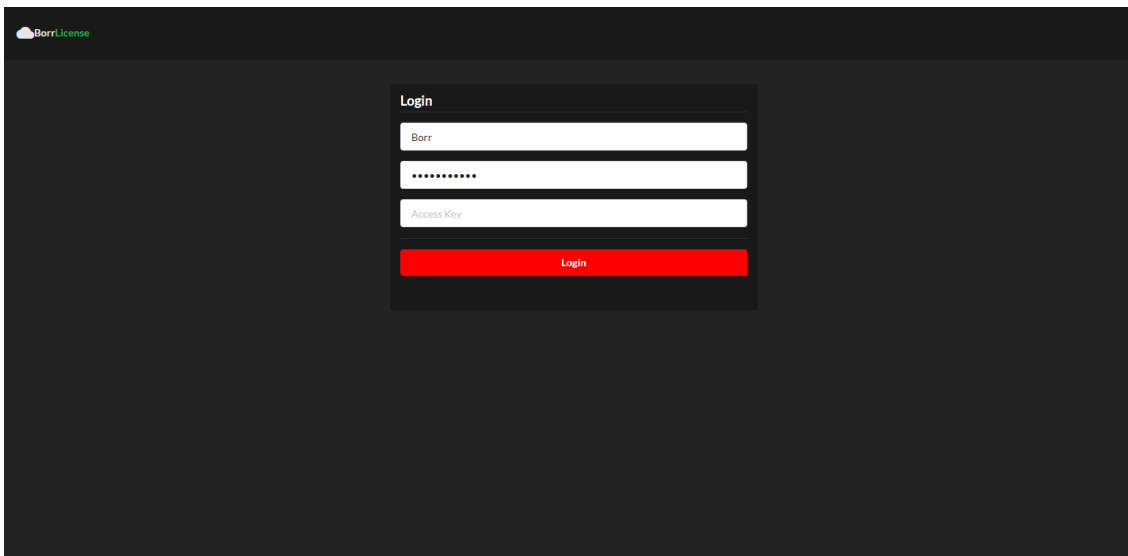 BorrLicense
Login
Borr
•••••••••••
Access Key
Login